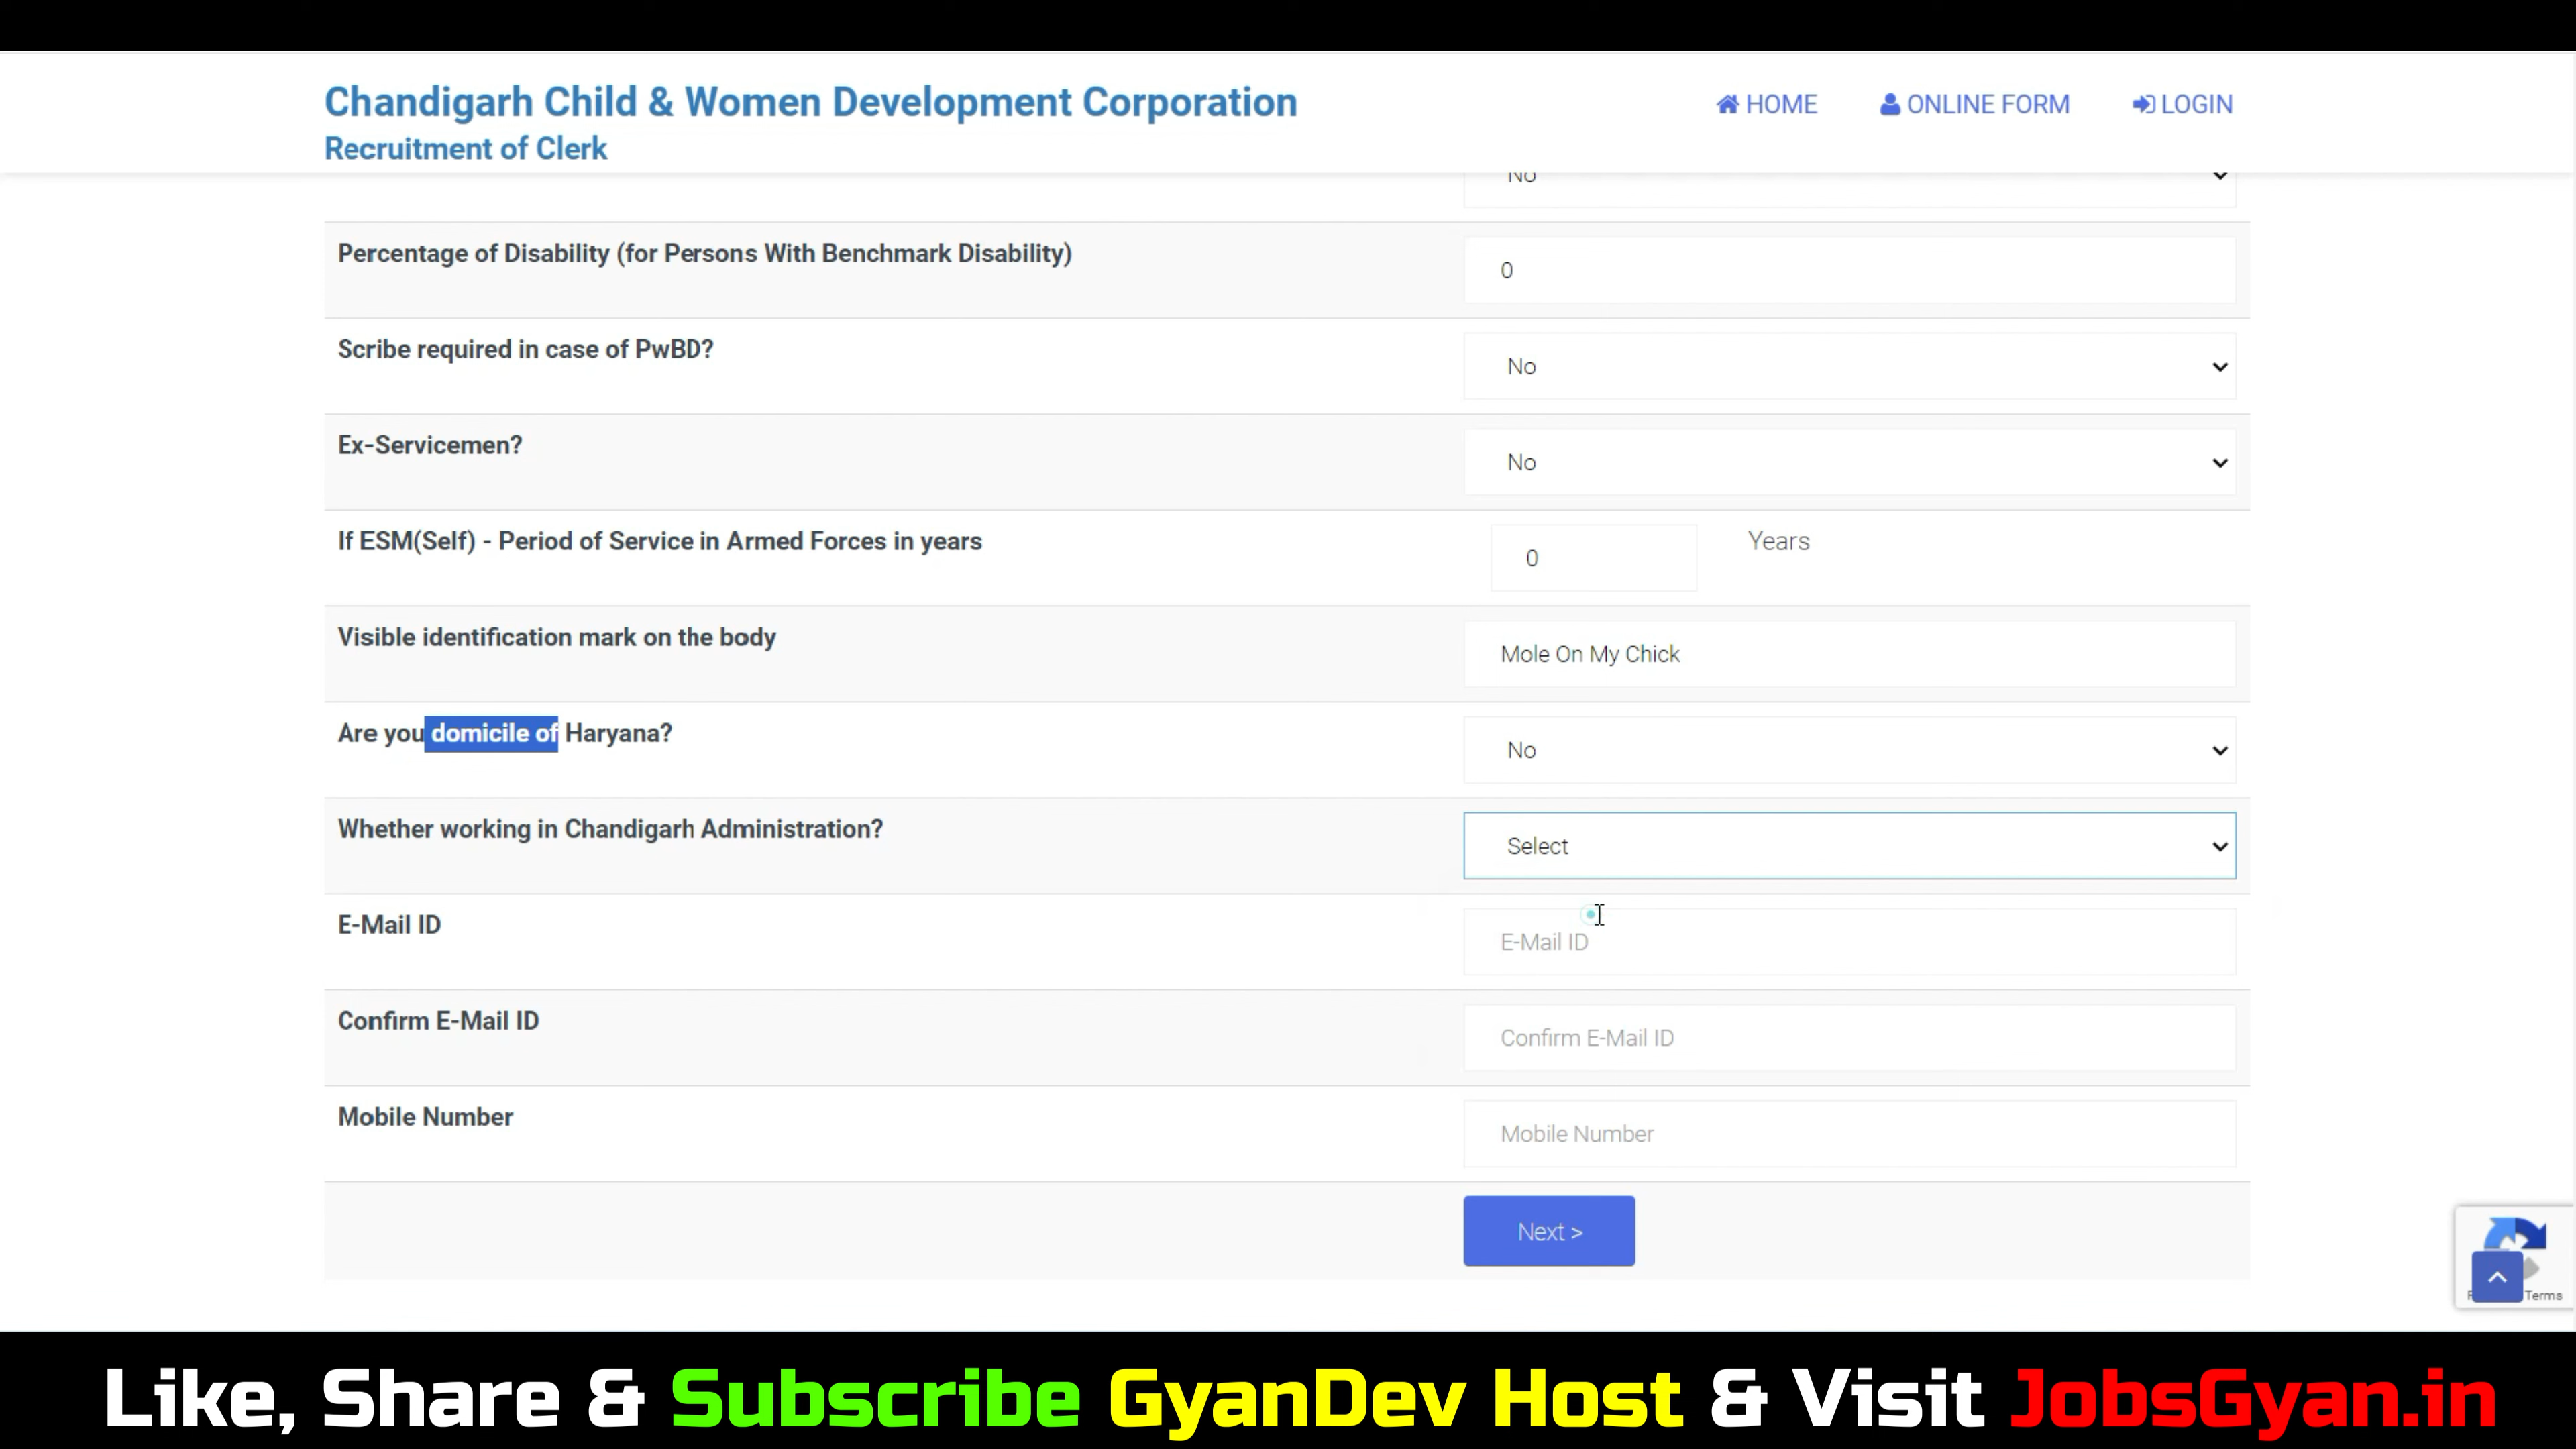 Chandigarh Child & Women Development Corporation
Recruitment of Clerk
HOME
ONLINE FORM
LOGIN
No
Percentage of Disability (for Persons With Benchmark Disability)
0
Scribe required in case of PwBD?
No
Ex-Servicemen?
No
If ESM(Self) - Period of Service in Armed Forces in years
0
Years
Visible identification mark on the body
Mole On My Chick
Are you domicile of Haryana?
No
Whether working in Chandigarh Administration?
Select
E-Mail ID
E-Mail ID
Confirm E-Mail ID
Confirm E-Mail ID
Mobile Number
Mobile Number
Next >
Terms
Like, Share & Subscribe GyanDev Host & Visit JobsGyan.in